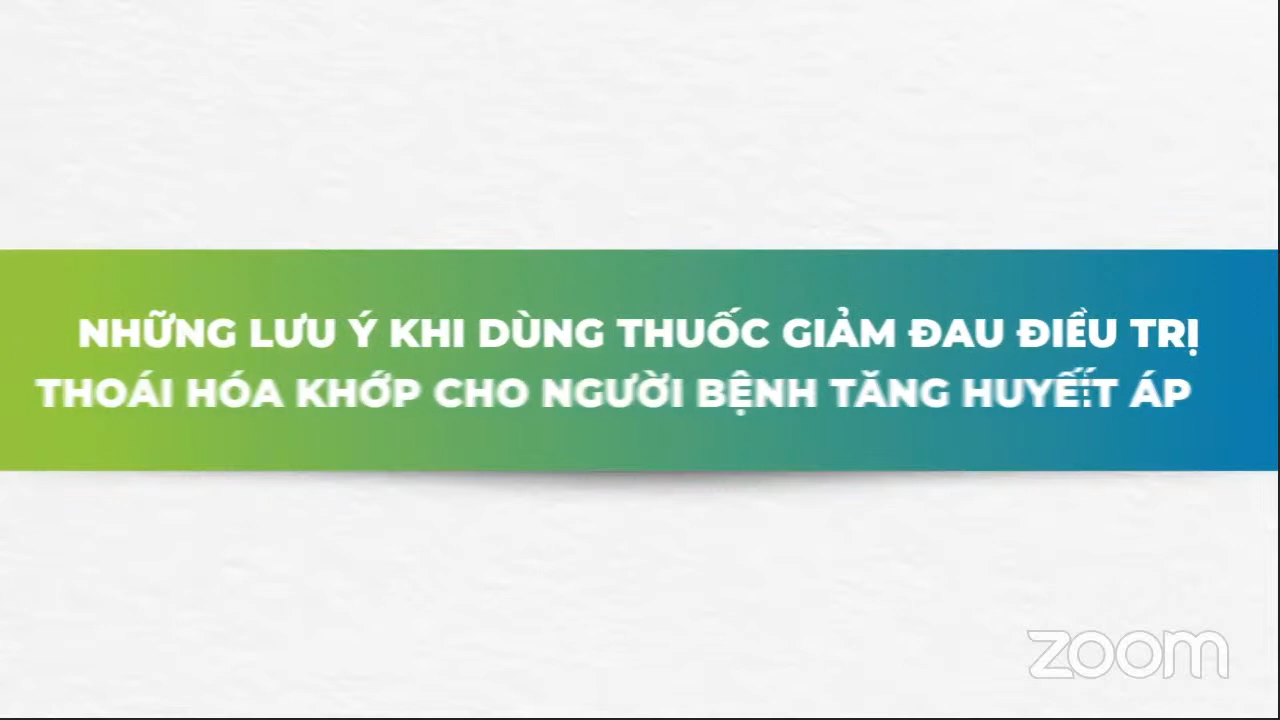 NHỮNG LƯU Ý KHI DÙNG THUỐC GIẢM ĐAU ĐIỀU TRỊ
THOÁI HÓA KHỚP CHO NGƯỜI BỆNH TĂNG HUYẾT ÁP
zoom